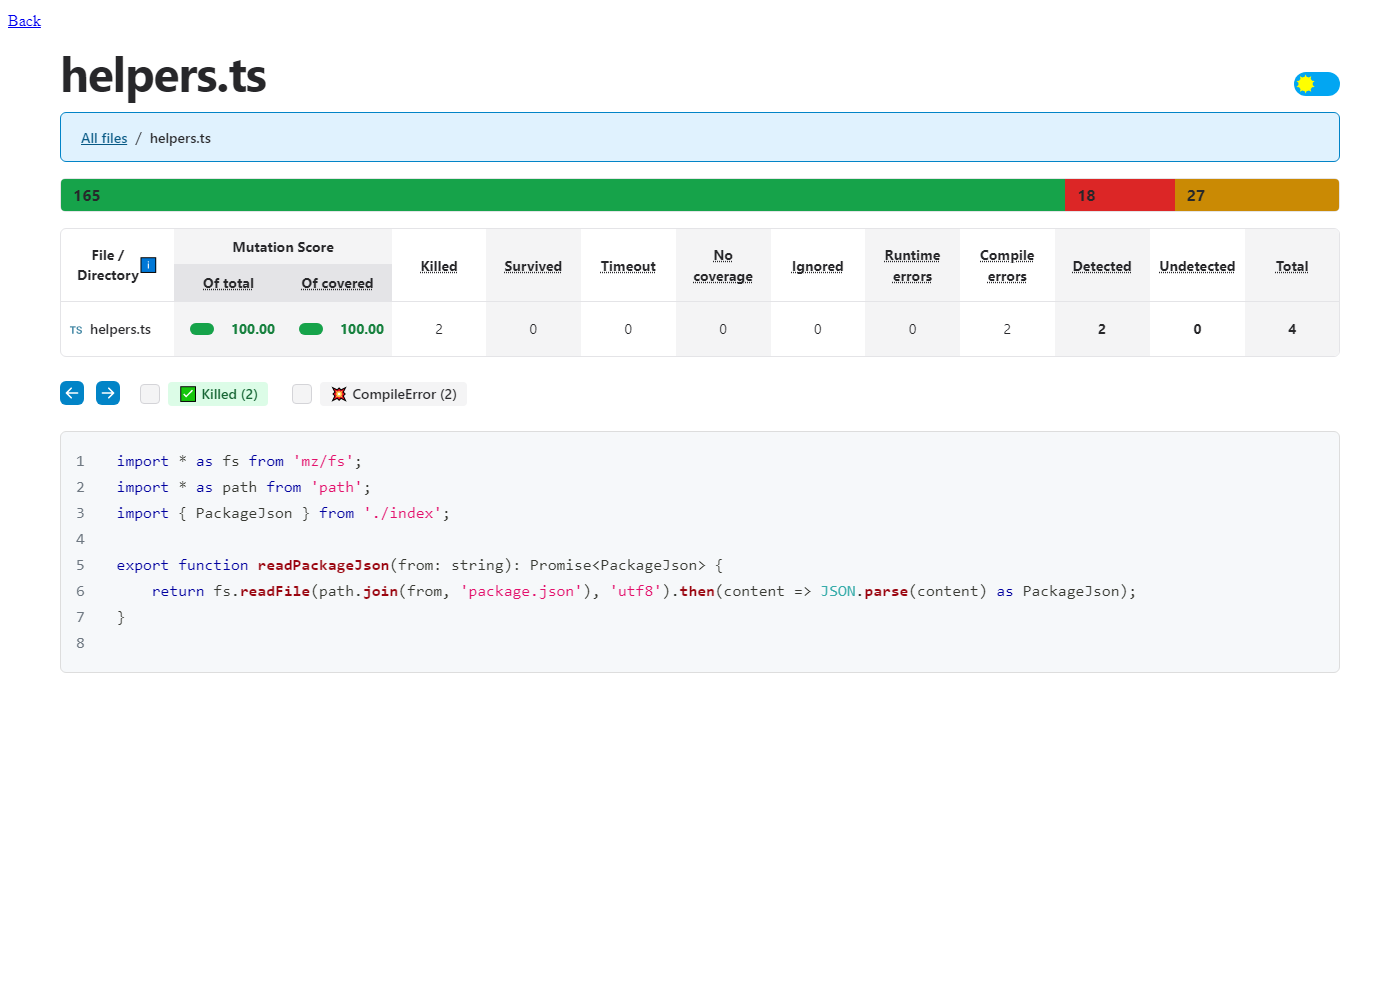 Back
helpers.ts
All files / helpers.ts
165 18 27
File / Directory i Mutation Score Killed Survived Timeout No coverage Ignored Runtime errors Compile errors Detected Undetected Total
Of total Of covered
TS helpers.ts 100.00 100.00 2 0 0 0 0 0 2 2 0 4
Killed (2) CompileError (2)
1 import * as fs from 'mz/fs';
2 import * as path from 'path';
3 import { PackageJson } from './index';
4
5 export function readPackageJson(from: string): Promise<PackageJson> {
6 return fs.readFile(path.join(from, 'package.json'), 'utf8').then(content => JSON.parse(content) as PackageJson);
7 }
8